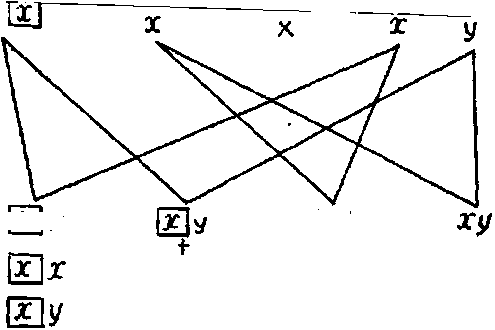 x x × x y
x y xy
†
x x
x y